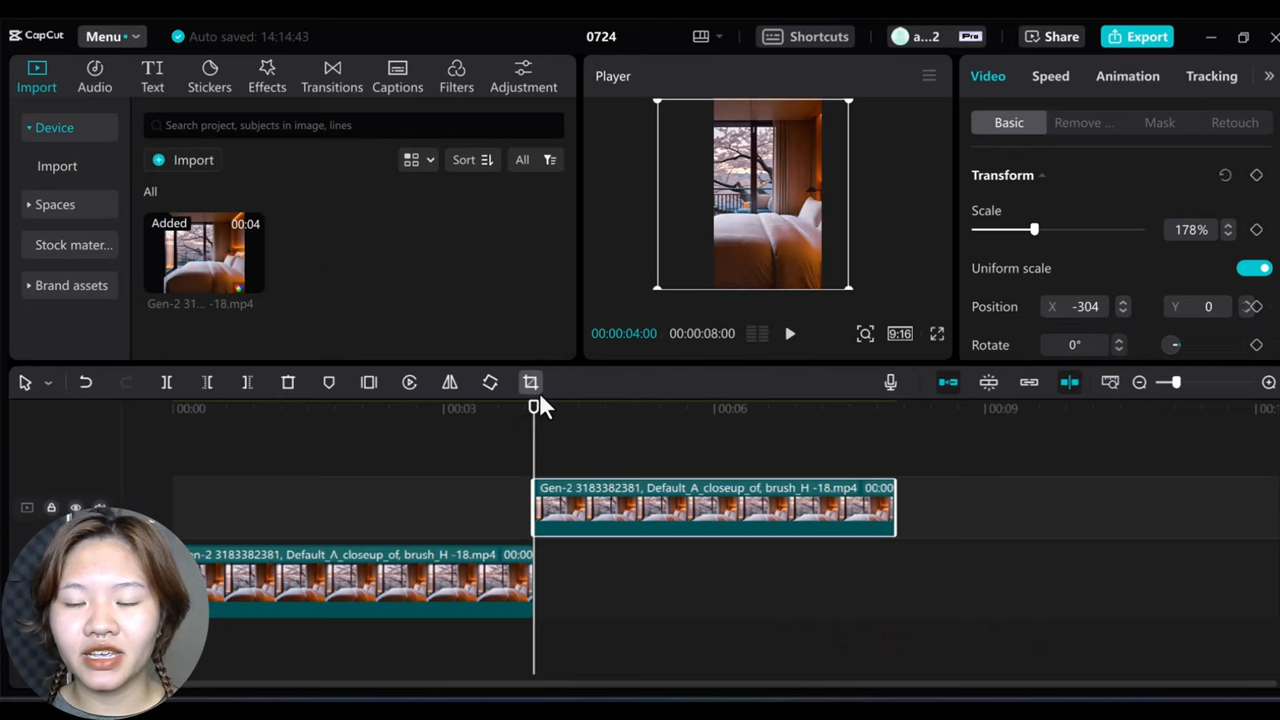 CapCut Menu Auto saved: 14:14:43 0724 Shortcuts a...2 Pro Share Export
Import Audio Text Stickers Effects Transitions Captions Filters Adjustment
Device
Import
Spaces
Stock mater...
Brand assets
Search project, subjects in image, lines
Import Sort All
All
Added 00:04
Gen-2 31... -18.mp4
Player
00:00:04:00 00:00:08:00 9:16
Video Speed Animation Tracking
Basic Remove ... Mask Retouch
Transform
Scale
178%
Uniform scale
Position X -304 Y 0
Rotate 0°
00:00 00:03 00:06 00:09
Gen-2 3183382381, Default_A_closeup_of, brush_H -18.mp4 00:00
en-2 3183382381, Default_A_closeup_of, brush_H -18.mp4 00:00